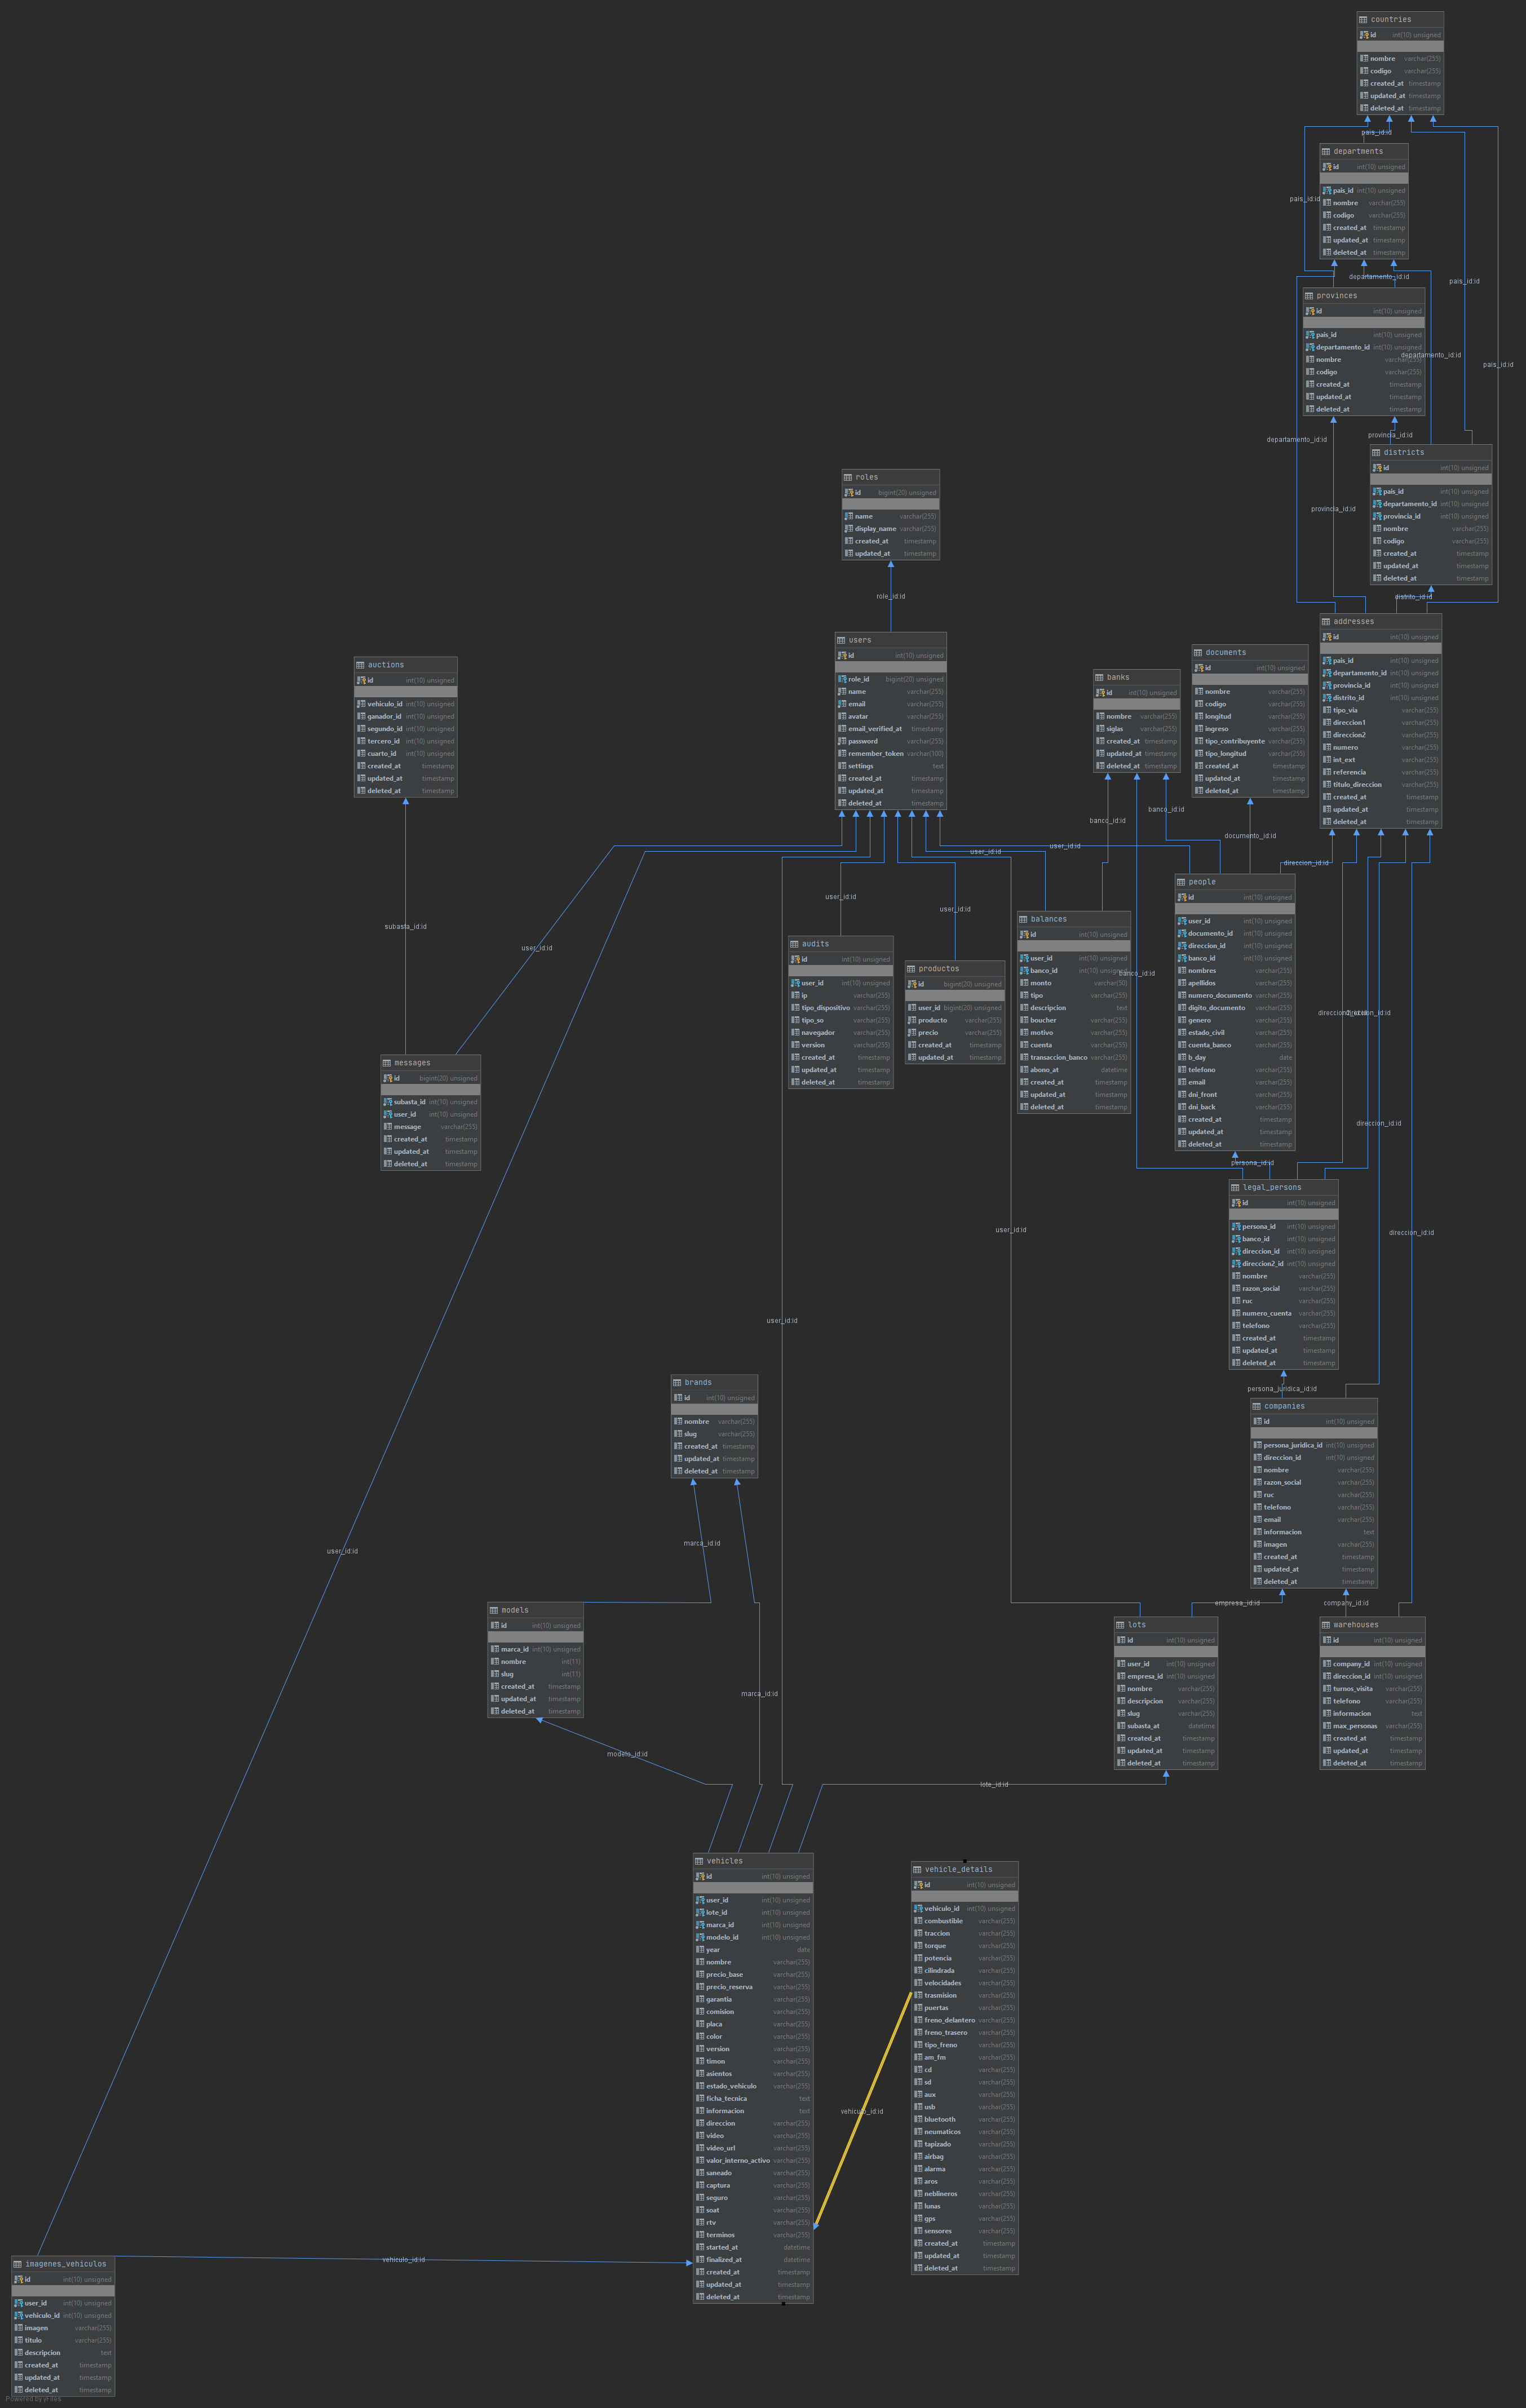 countries
id int(10) unsigned
nombre varchar(255)
codigo varchar(255)
created_at timestamp
updated_at timestamp
deleted_at timestamp
pais_id:id
departments
id int(10) unsigned
pais_id int(10) unsigned
nombre varchar(255)
codigo varchar(255)
created_at timestamp
updated_at timestamp
deleted_at timestamp
pais_id:id
departamento_id:id
pais_id:id
provinces
id int(10) unsigned
pais_id int(10) unsigned
departamento_id int(10) unsigned
nombre varchar(255)
codigo varchar(255)
created_at timestamp
updated_at timestamp
deleted_at timestamp
departamento_id:id
pais_id:id
departamento_id:id
provincia_id:id
districts
id int(10) unsigned
pais_id int(10) unsigned
departamento_id int(10) unsigned
provincia_id int(10) unsigned
nombre varchar(255)
codigo varchar(255)
created_at timestamp
updated_at timestamp
deleted_at timestamp
provincia_id:id
distrito_id:id
roles
id bigint(20) unsigned
name varchar(255)
display_name varchar(255)
created_at timestamp
updated_at timestamp
role_id:id
addresses
id int(10) unsigned
pais_id int(10) unsigned
departamento_id int(10) unsigned
provincia_id int(10) unsigned
distrito_id int(10) unsigned
tipo_via varchar(255)
direccion1 varchar(255)
direccion2 varchar(255)
numero varchar(255)
int_ext varchar(255)
referencia varchar(255)
titulo_direccion varchar(255)
created_at timestamp
updated_at timestamp
deleted_at timestamp
users
id int(10) unsigned
role_id bigint(20) unsigned
name varchar(255)
email varchar(255)
avatar varchar(255)
email_verified_at timestamp
password varchar(255)
remember_token varchar(100)
settings text
created_at timestamp
updated_at timestamp
deleted_at timestamp
documents
id int(10) unsigned
nombre varchar(255)
codigo varchar(255)
longitud varchar(255)
ingreso varchar(255)
tipo_contribuyente varchar(255)
tipo_longitud varchar(255)
created_at timestamp
updated_at timestamp
deleted_at timestamp
auctions
id int(10) unsigned
vehiculo_id int(10) unsigned
ganador_id int(10) unsigned
segundo_id int(10) unsigned
tercero_id int(10) unsigned
cuarto_id int(10) unsigned
created_at timestamp
updated_at timestamp
deleted_at timestamp
banks
id int(10) unsigned
nombre varchar(255)
siglas varchar(255)
created_at timestamp
updated_at timestamp
deleted_at timestamp
banco_id:id
banco_id:id
documento_id:id
user_id:id
user_id:id
direccion_id:id
people
id int(10) unsigned
user_id int(10) unsigned
documento_id int(10) unsigned
direccion_id int(10) unsigned
banco_id int(10) unsigned
nombres varchar(255)
apellidos varchar(255)
numero_documento varchar(255)
digito_documento varchar(255)
genero varchar(255)
estado_civil varchar(255)
cuenta_banco varchar(255)
b_day date
telefono varchar(255)
email varchar(255)
dni_front varchar(255)
dni_back varchar(255)
created_at timestamp
updated_at timestamp
deleted_at timestamp
user_id:id
user_id:id
subasta_id:id
user_id:id
balances
id int(10) unsigned
user_id int(10) unsigned
banco_id int(10) unsigned
monto varchar(50)
tipo varchar(255)
descripcion text
boucher varchar(255)
motivo varchar(255)
cuenta varchar(255)
transaccion_banco varchar(255)
abono_at datetime
created_at timestamp
updated_at timestamp
deleted_at timestamp
banco_id:id
audits
id int(10) unsigned
user_id int(10) unsigned
ip varchar(255)
tipo_dispositivo varchar(255)
tipo_so varchar(255)
navegador varchar(255)
version varchar(255)
created_at timestamp
updated_at timestamp
deleted_at timestamp
productos
id bigint(20) unsigned
user_id bigint(20) unsigned
producto varchar(255)
precio varchar(255)
created_at timestamp
updated_at timestamp
messages
id bigint(20) unsigned
subasta_id int(10) unsigned
user_id int(10) unsigned
message varchar(255)
created_at timestamp
updated_at timestamp
deleted_at timestamp
direccion_id:id
persona_id:id
legal_persons
id int(10) unsigned
persona_id int(10) unsigned
banco_id int(10) unsigned
direccion_id int(10) unsigned
direccion2_id int(10) unsigned
nombre varchar(255)
razon_social varchar(255)
ruc varchar(255)
numero_cuenta varchar(255)
telefono varchar(255)
created_at timestamp
updated_at timestamp
deleted_at timestamp
user_id:id
direccion_id:id
user_id:id
persona_juridica_id:id
brands
id int(10) unsigned
nombre varchar(255)
slug varchar(255)
created_at timestamp
updated_at timestamp
deleted_at timestamp
companies
id int(10) unsigned
persona_juridica_id int(10) unsigned
direccion_id int(10) unsigned
nombre varchar(255)
razon_social varchar(255)
ruc varchar(255)
telefono varchar(255)
email varchar(255)
informacion text
imagen varchar(255)
created_at timestamp
updated_at timestamp
deleted_at timestamp
marca_id:id
user_id:id
empresa_id:id
company_id:id
models
id int(10) unsigned
marca_id int(10) unsigned
nombre int(11)
slug int(11)
created_at timestamp
updated_at timestamp
deleted_at timestamp
lots
id int(10) unsigned
user_id int(10) unsigned
empresa_id int(10) unsigned
nombre varchar(255)
descripcion varchar(255)
slug varchar(255)
subasta_at datetime
created_at timestamp
updated_at timestamp
deleted_at timestamp
warehouses
id int(10) unsigned
company_id int(10) unsigned
direccion_id int(10) unsigned
turnos_visita varchar(255)
telefono varchar(255)
informacion text
max_personas varchar(255)
created_at timestamp
updated_at timestamp
deleted_at timestamp
marca_id:id
modelo_id:id
lote_id:id
vehicles
id int(10) unsigned
user_id int(10) unsigned
lote_id int(10) unsigned
marca_id int(10) unsigned
modelo_id int(10) unsigned
year date
nombre varchar(255)
precio_base varchar(255)
precio_reserva varchar(255)
garantia varchar(255)
comision varchar(255)
placa varchar(255)
color varchar(255)
version varchar(255)
timon varchar(255)
asientos varchar(255)
estado_vehiculo varchar(255)
ficha_tecnica text
informacion text
direccion varchar(255)
video varchar(255)
video_url varchar(255)
valor_interno_activo varchar(255)
saneado varchar(255)
captura varchar(255)
seguro varchar(255)
soat varchar(255)
rtv varchar(255)
terminos varchar(255)
started_at datetime
finalized_at datetime
created_at timestamp
updated_at timestamp
deleted_at timestamp
vehicle_details
id int(10) unsigned
vehiculo_id int(10) unsigned
combustible varchar(255)
traccion varchar(255)
torque varchar(255)
potencia varchar(255)
cilindrada varchar(255)
velocidades varchar(255)
trasmision varchar(255)
puertas varchar(255)
freno_delantero varchar(255)
freno_trasero varchar(255)
tipo_freno varchar(255)
am_fm varchar(255)
cd varchar(255)
sd varchar(255)
aux varchar(255)
usb varchar(255)
bluetooth varchar(255)
neumaticos varchar(255)
tapizado varchar(255)
airbag varchar(255)
alarma varchar(255)
aros varchar(255)
neblineros varchar(255)
lunas varchar(255)
gps varchar(255)
sensores varchar(255)
created_at timestamp
updated_at timestamp
deleted_at timestamp
vehiculo_id:id
vehiculo_id:id
imagenes_vehiculos
id int(10) unsigned
user_id int(10) unsigned
vehiculo_id int(10) unsigned
imagen varchar(255)
titulo varchar(255)
descripcion text
created_at timestamp
updated_at timestamp
deleted_at timestamp
Powered by yFiles